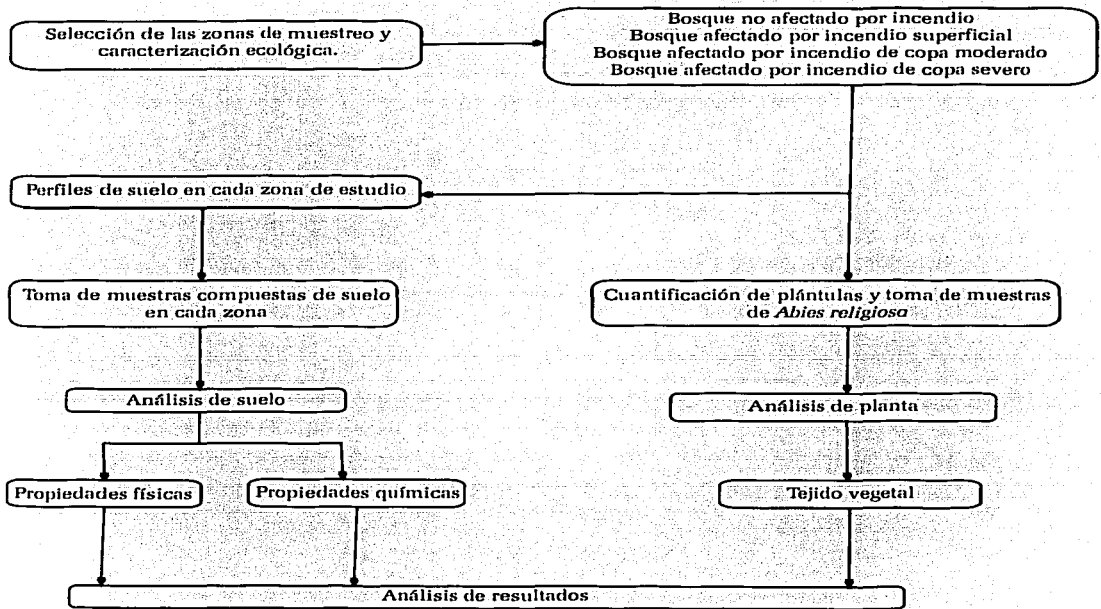 Selección de las zonas de muestreo y
caracterización ecológica.
Bosque no afectado por incendio
Bosque afectado por incendio superficial
Bosque afectado por incendio de copa moderado
Bosque afectado por incendio de copa severo
Perfiles de suelo en cada zona de estudio
Toma de muestras compuestas de suelo
en cada zona
Cuantificación de plántulas y toma de muestras
de Abies religiosa
Análisis de suelo
Análisis de planta
Propiedades físicas
Propiedades químicas
Tejido vegetal
Análisis de resultados